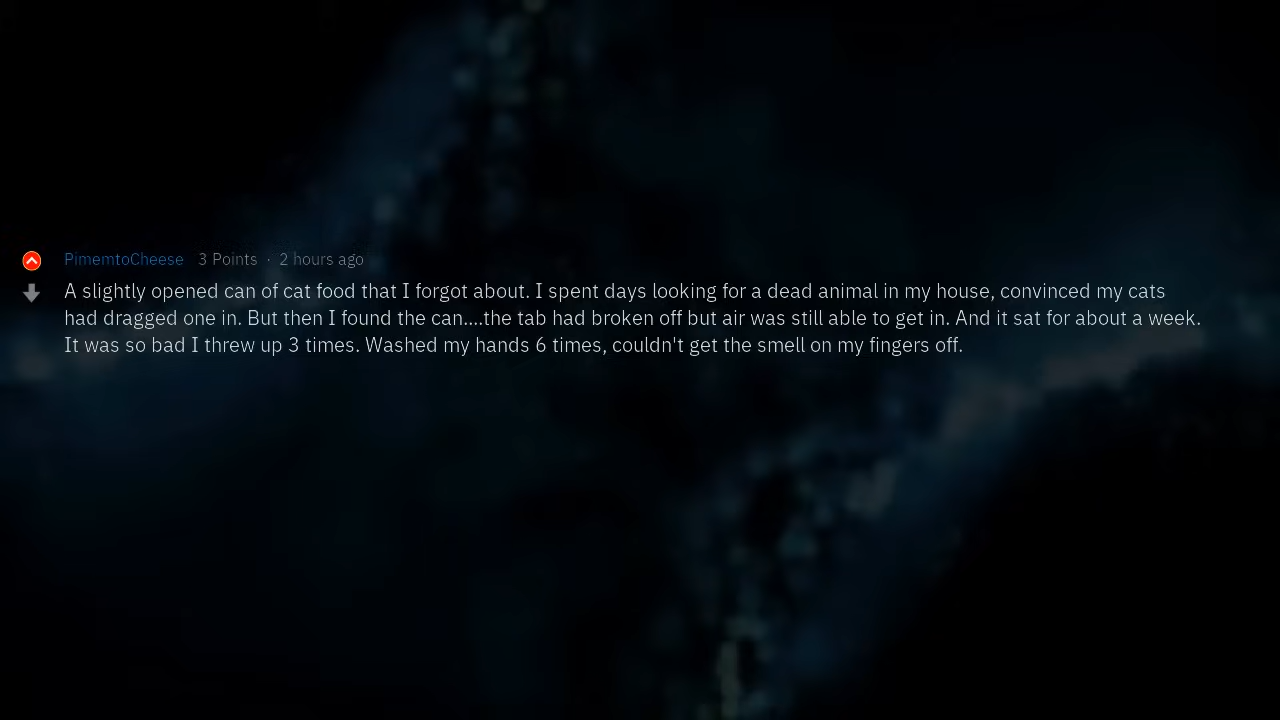 PimemtoCheese 3 Points · 2 hours ago
A slightly opened can of cat food that I forgot about. I spent days looking for a dead animal in my house, convinced my cats
had dragged one in. But then I found the can....the tab had broken off but air was still able to get in. And it sat for about a week.
It was so bad I threw up 3 times. Washed my hands 6 times, couldn't get the smell on my fingers off.